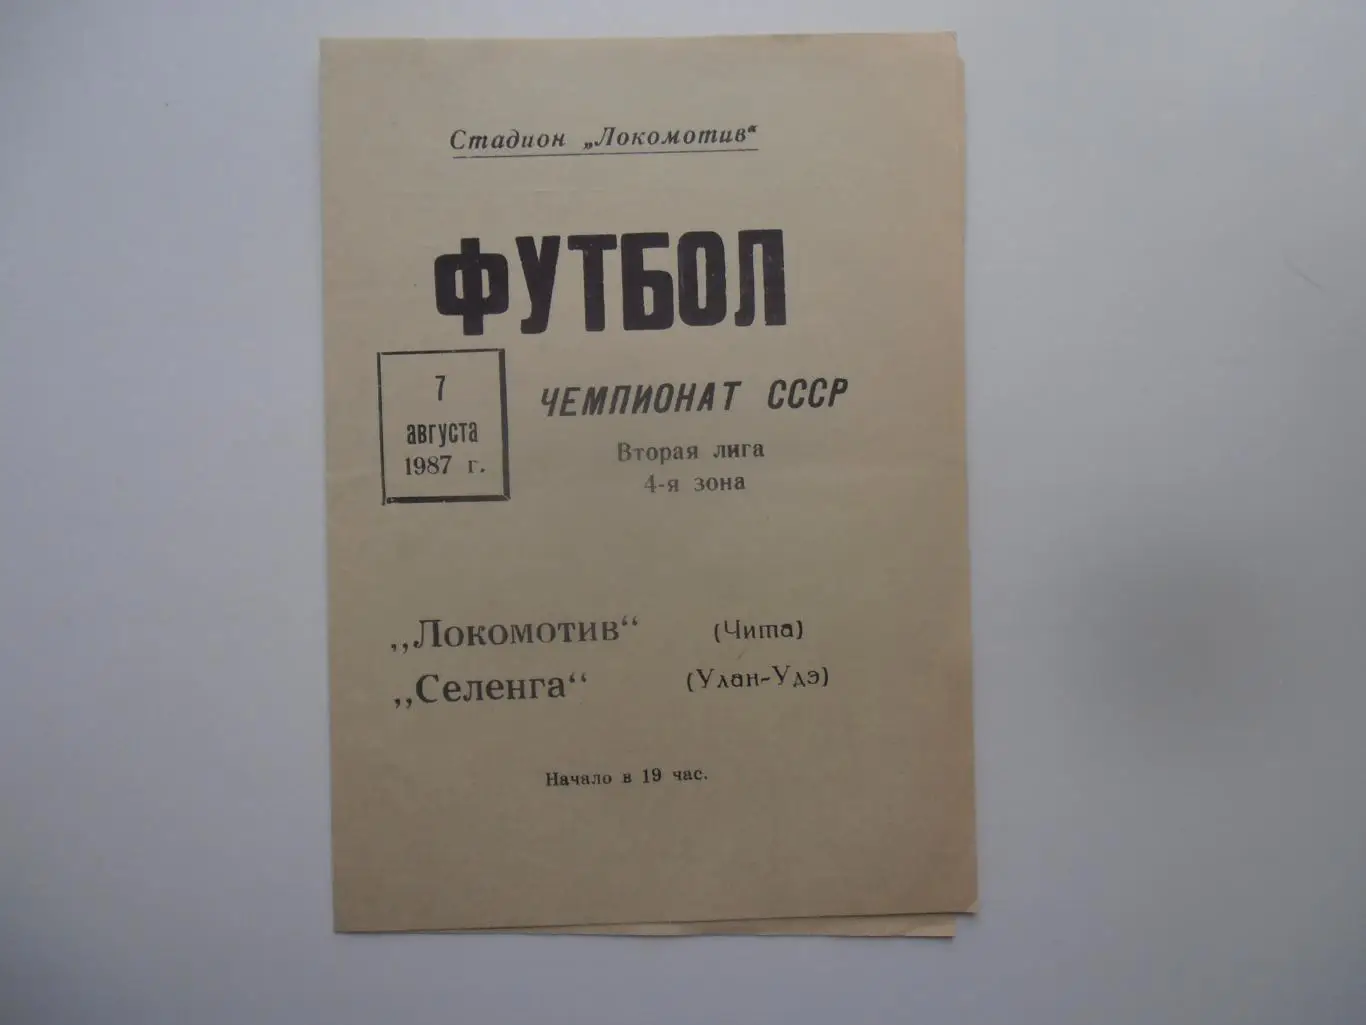 Стадион „Локомотив“
ФУТБОЛ
7
августа
1987 г.
ЧЕМПИОНАТ СССР
Вторая лига
4-я зона
„Локомотив“ (Чита)
„Селенга“ (Улан-Удэ)
Начало в 19 час.